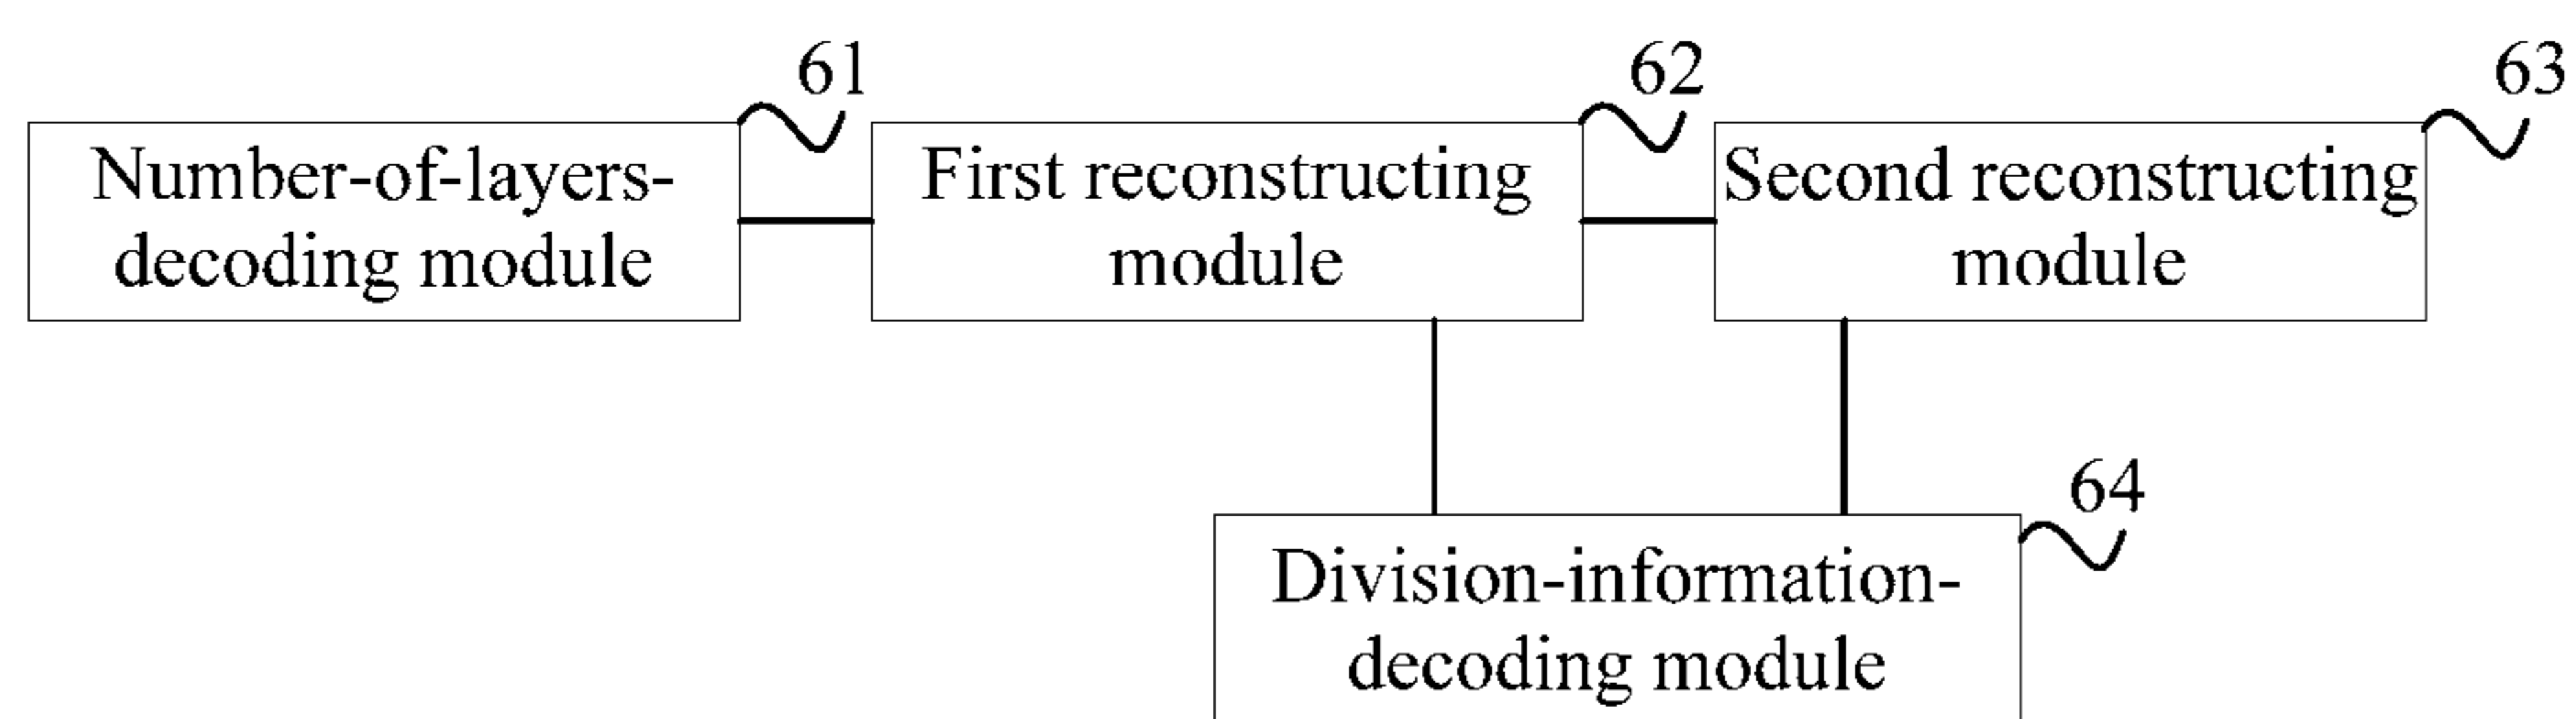 61
62
63
Number-of-layers-
decoding module
First reconstructing
module
Second reconstructing
module
64
Division-information-
decoding module